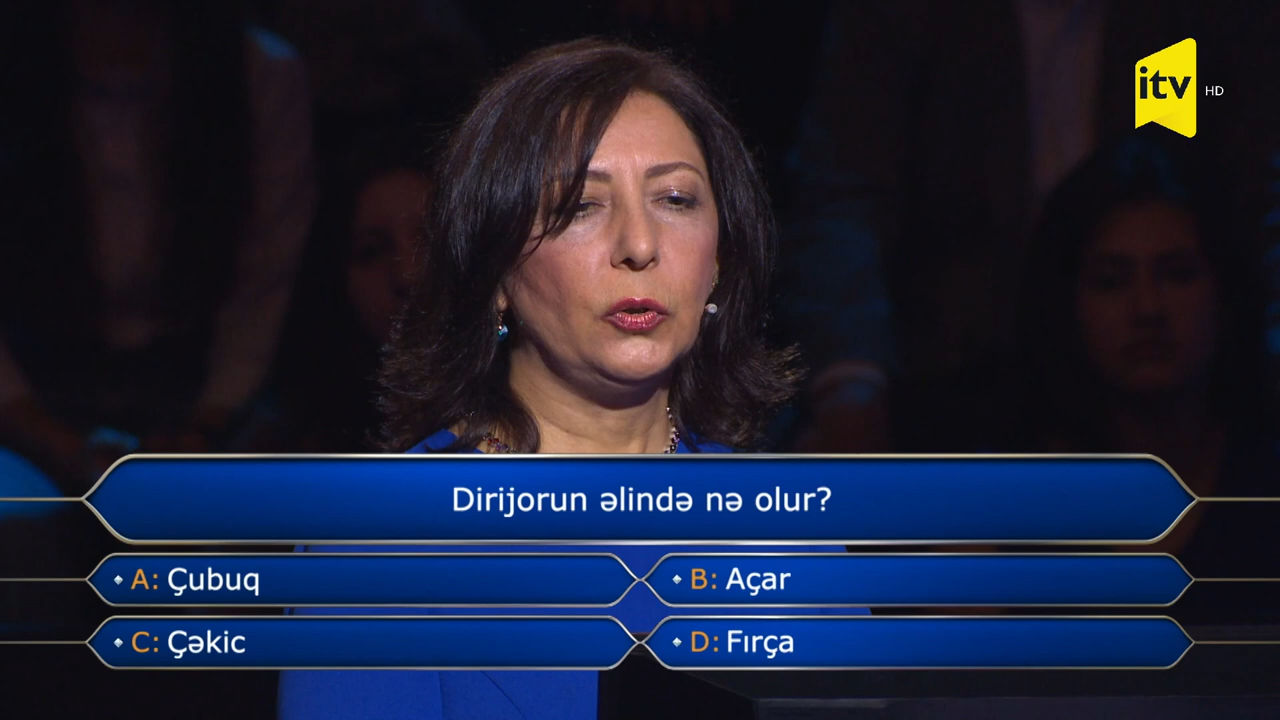 itv HD
Dirijorun əlində nə olur?
A: Çubuq
B: Açar
C: Çəkic
D: Fırça